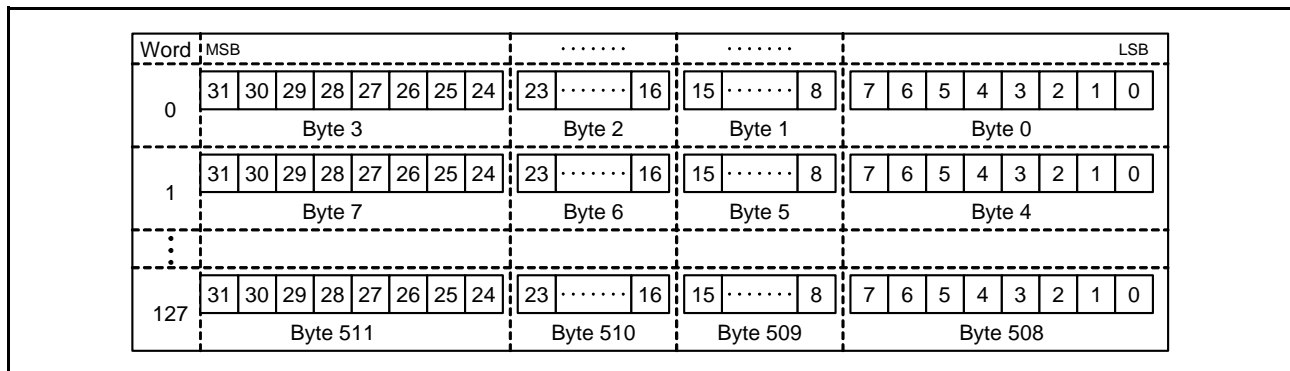 Word MSB ······· ······· LSB
0 31 30 29 28 27 26 25 24 23 ······· 16 15 ······· 8 7 6 5 4 3 2 1 0
Byte 3 Byte 2 Byte 1 Byte 0
1 31 30 29 28 27 26 25 24 23 ······· 16 15 ······· 8 7 6 5 4 3 2 1 0
Byte 7 Byte 6 Byte 5 Byte 4
⋮
127 31 30 29 28 27 26 25 24 23 ······· 16 15 ······· 8 7 6 5 4 3 2 1 0
Byte 511 Byte 510 Byte 509 Byte 508